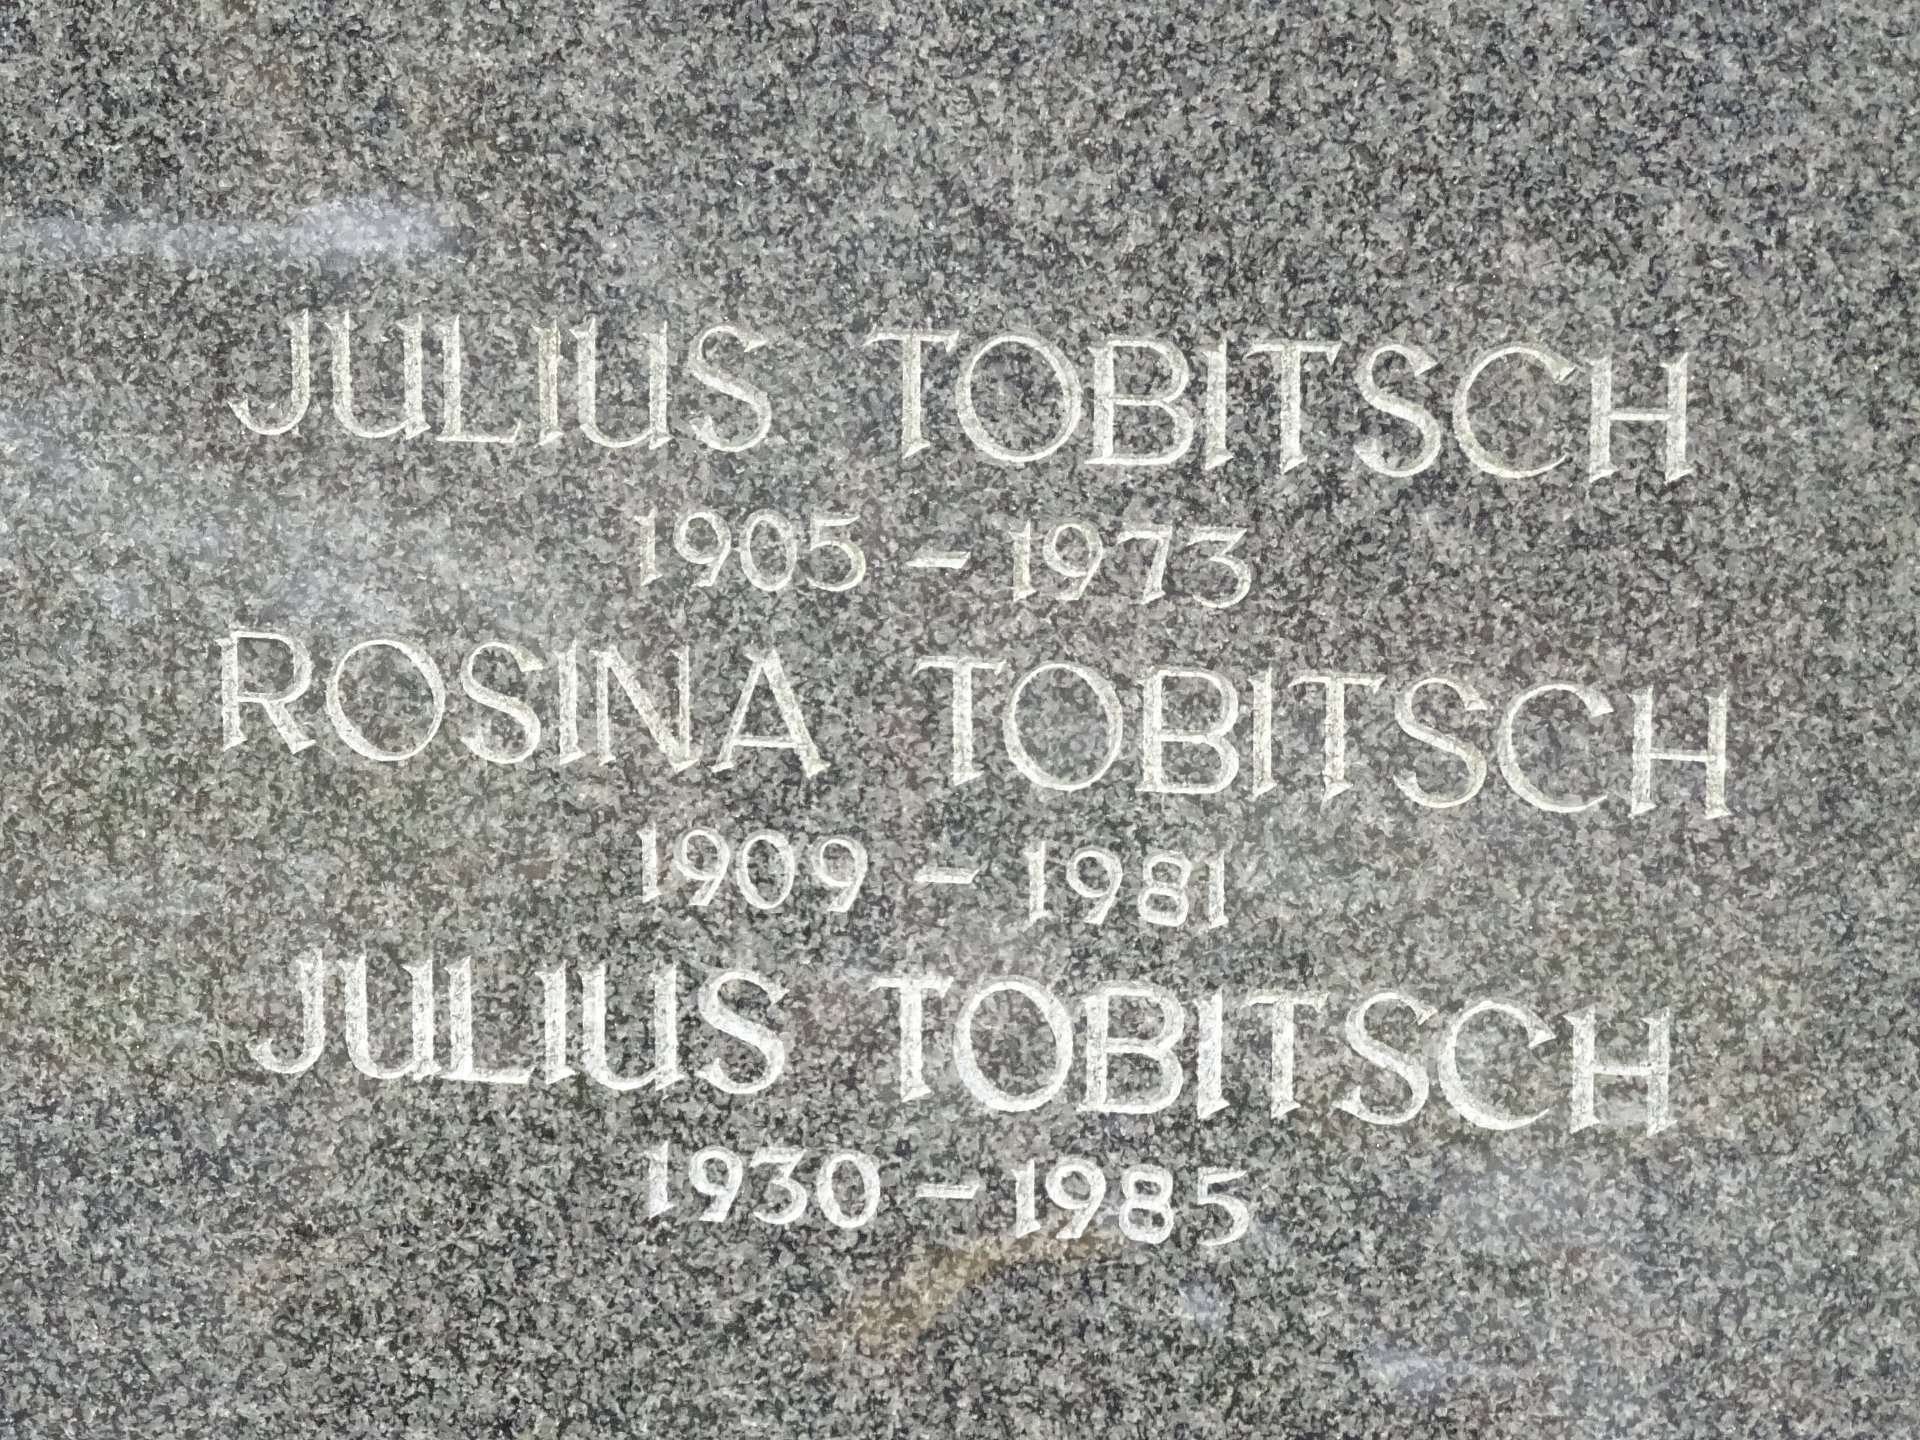 JULIUS TOBITSCH
1905 – 1973
ROSINA TOBITSCH
1909 – 1981
JULIUS TOBITSCH
1930 – 1985